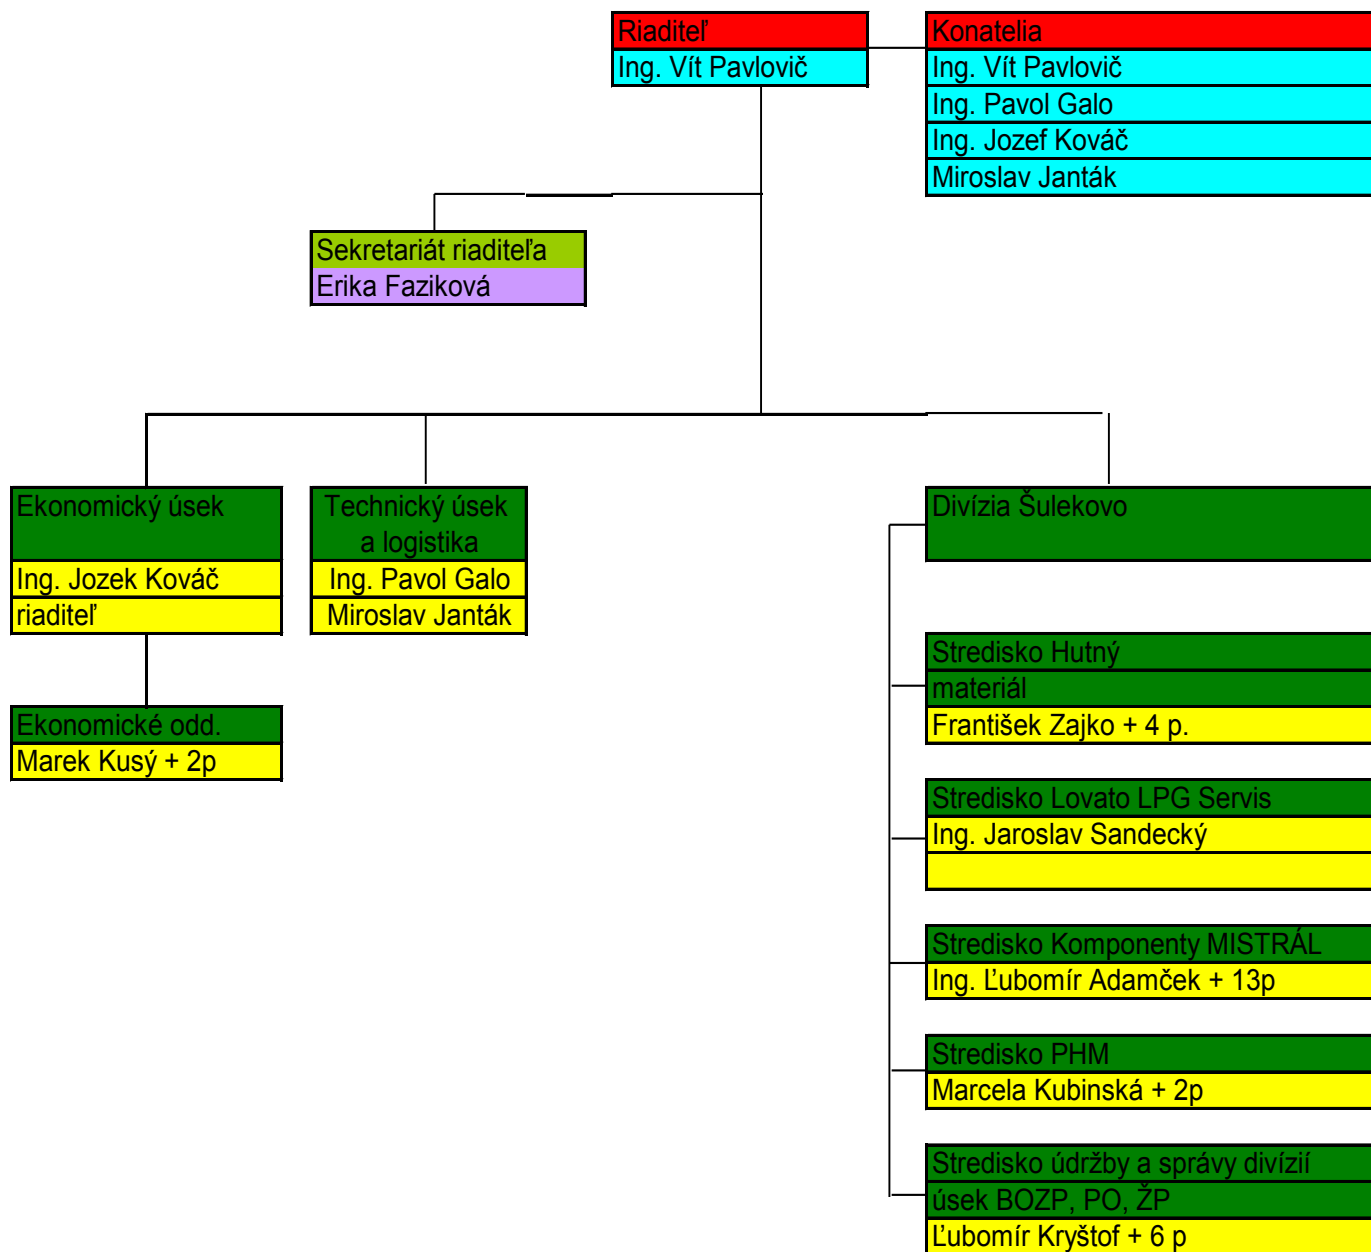 Riaditeľ
Ing. Vít Pavlovič
Konatelia
Ing. Vít Pavlovič
Ing. Pavol Galo
Ing. Jozef Kováč
Miroslav Janták
Sekretariát riaditeľa
Erika Faziková
Ekonomický úsek
Ing. Jozek Kováč
riaditeľ
Ekonomické odd.
Marek Kusý + 2p
Technický úsek
a logistika
Ing. Pavol Galo
Miroslav Janták
Divízia Šulekovo
Stredisko Hutný
materiál
František Zajko + 4 p.
Stredisko Lovato LPG Servis
Ing. Jaroslav Sandecký
Stredisko Komponenty MISTRÁL
Ing. Ľubomír Adamček + 13p
Stredisko PHM
Marcela Kubinská + 2p
Stredisko údržby a správy divízií
úsek BOZP, PO, ŽP
Ľubomír Kryštof + 6 p